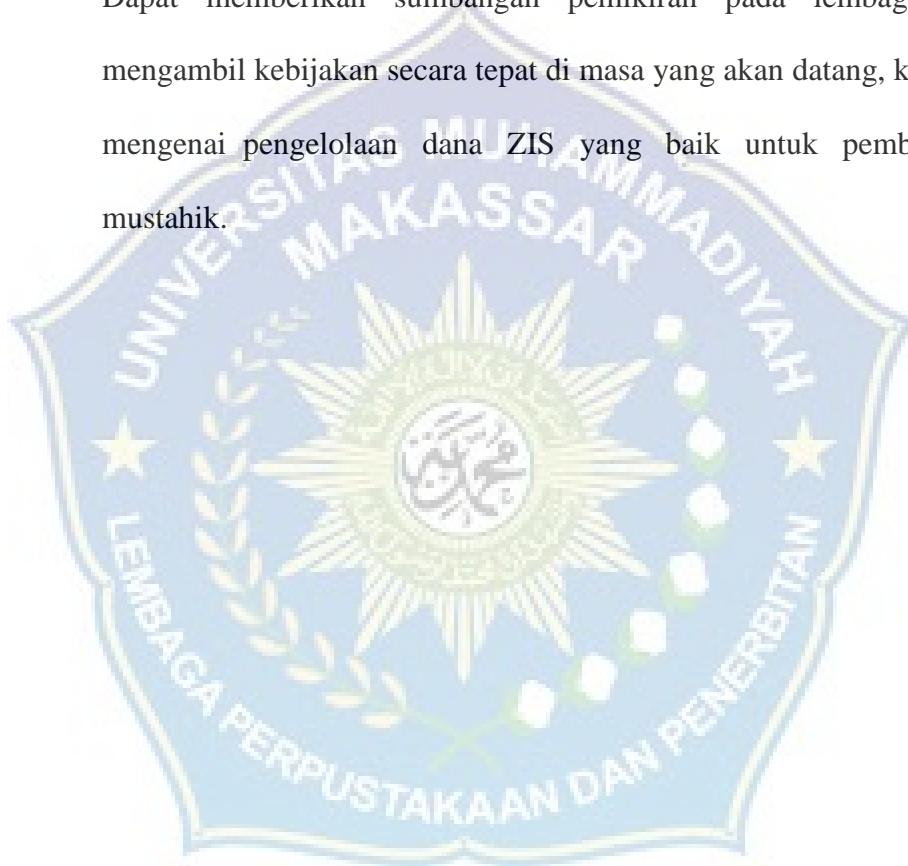 Dapat memberikan sumbangan pemikiran pada lembag
mengambil kebijakan secara tepat di masa yang akan datang, k
mengenai pengelolaan dana ZIS yang baik untuk pemb
mustahik.
UNIVERSITAS MUHAMMADIYAH
MAKASSAR
محمد
LEMBAGA PERPUSTAKAAN DAN PENERBITAN